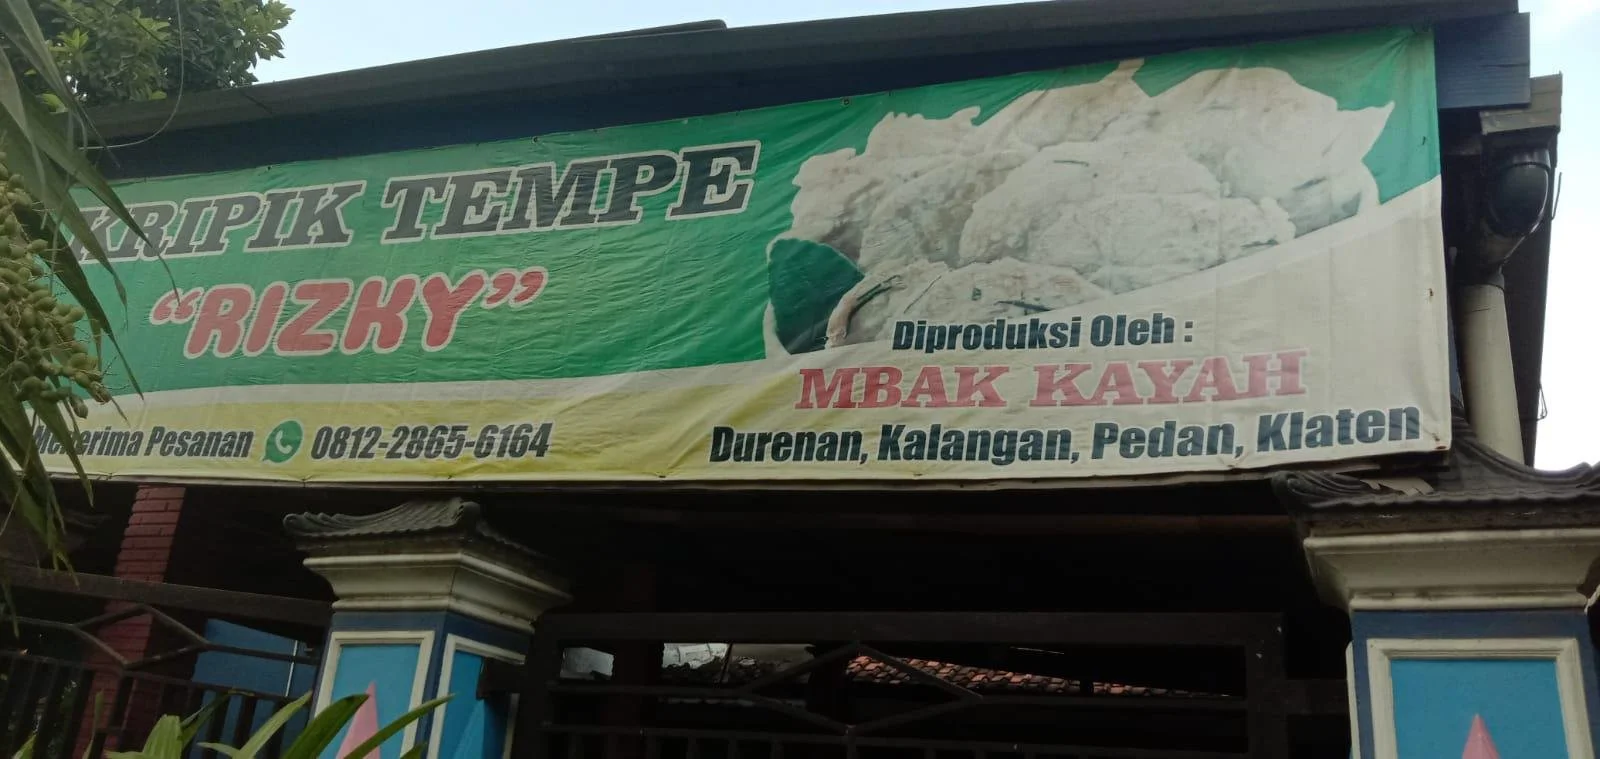 KRIPIK TEMPE
“RIZKY”
Menerima Pesanan 0812-2865-6164
Diproduksi Oleh :
MBAK KAYAH
Durenan, Kalangan, Pedan, Klaten